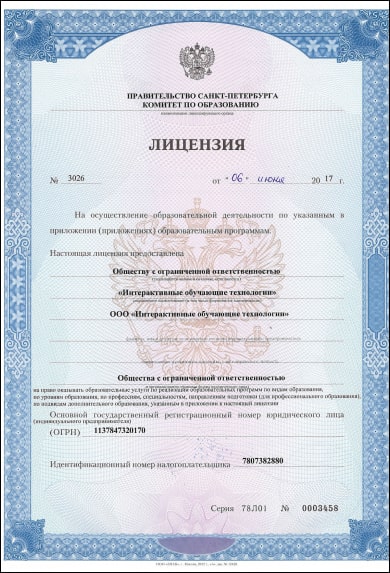 ПРАВИТЕЛЬСТВО САНКТ-ПЕТЕРБУРГА
КОМИТЕТ ПО ОБРАЗОВАНИЮ
наименование лицензирующего органа
ЛИЦЕНЗИЯ
№ 3026 от «06» июня 2017 г.
На осуществление образовательной деятельности по указанным в
приложении (приложениях) образовательным программам.
Настоящая лицензия предоставлена
Обществу с ограниченной ответственностью
«Интерактивные обучающие технологии»
ООО «Интерактивные обучающие технологии»
Общества с ограниченной ответственностью
на право оказывать образовательные услуги по реализации образовательных программ по видам образования,
по уровням образования, по профессиям, специальностям, направлениям подготовки (для профессионального образования),
по подвидам дополнительного образования, указанным в приложении к настоящей лицензии
Основной государственный регистрационный номер юридического лица
(индивидуального предпринимателя)
(ОГРН) 1137847320170
Идентификационный номер налогоплательщика 7807382880
Серия 78Л01 № 0003458